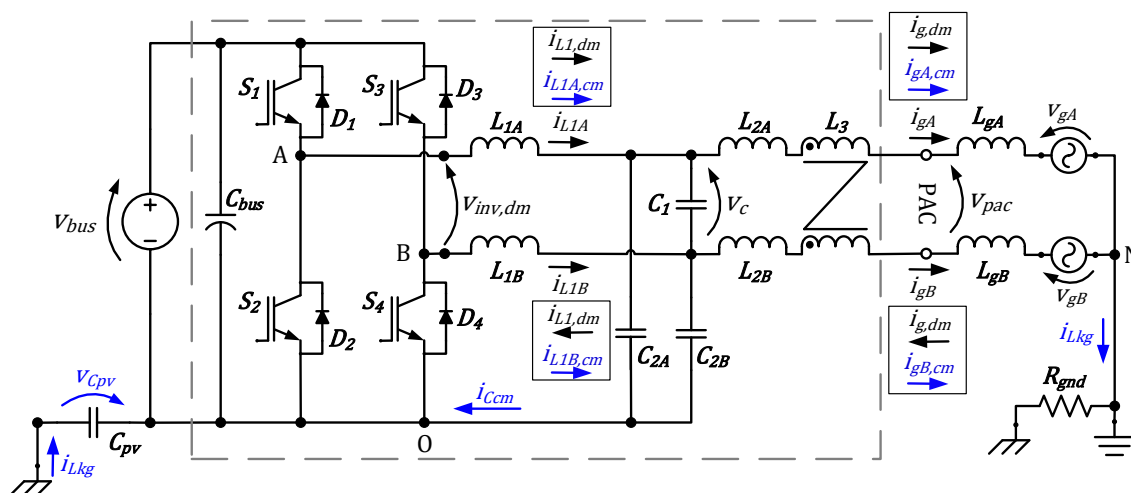 i_{L1,dm}
i_{L1A,cm}
i_{g,dm}
i_{gA,cm}
S_1
D_1
S_3
D_3
L_{1A}
i_{L1A}
L_{2A}
L_3
i_{gA}
L_{gA}
v_{gA}
A
v_{bus}
C_{bus}
v_{inv,dm}
C_1
v_c
PAC
v_{pac}
B
L_{1B}
i_{L1B}
L_{2B}
i_{gB}
L_{gB}
v_{gB}
N
S_2
D_2
S_4
D_4
i_{L1,dm}
i_{L1B,cm}
C_{2A}
C_{2B}
i_{g,dm}
i_{gB,cm}
i_{Lkg}
v_{Cpv}
i_{Ccm}
R_{gnd}
C_{pv}
O
i_{Lkg}